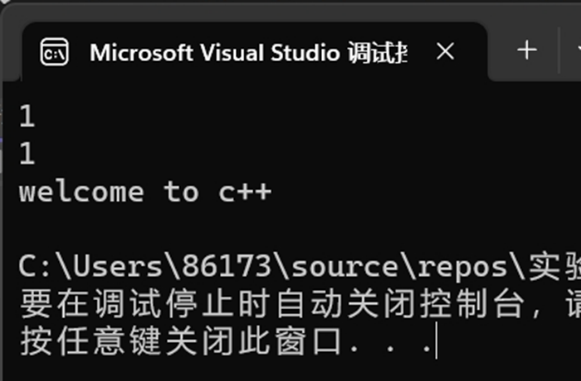 Microsoft Visual Studio 调试
1
1
welcome to c++
C:\Users\86173\source\repos\实验
要在调试停止时自动关闭控制台，请
按任意键关闭此窗口. . .